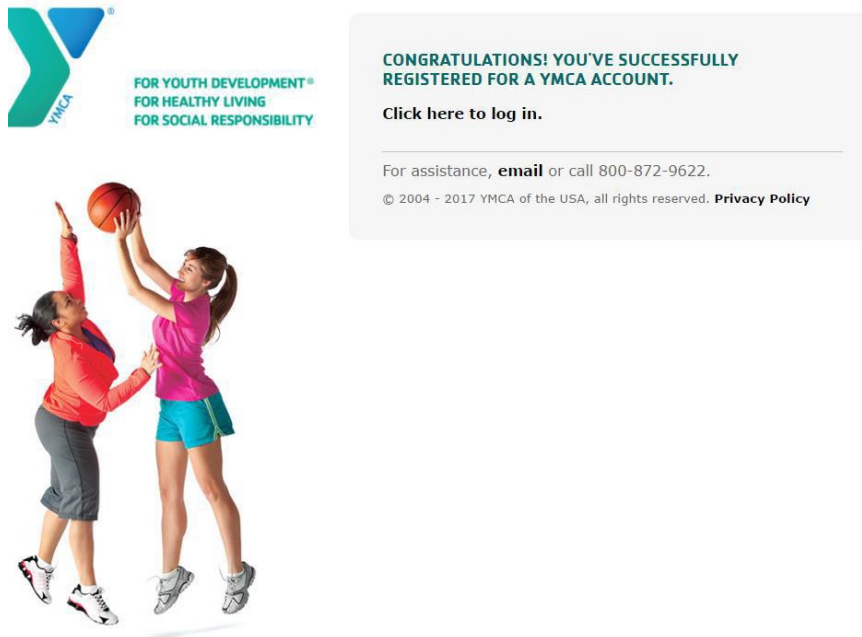 YMCA
®
FOR YOUTH DEVELOPMENT®
FOR HEALTHY LIVING
FOR SOCIAL RESPONSIBILITY
CONGRATULATIONS! YOU'VE SUCCESSFULLY
REGISTERED FOR A YMCA ACCOUNT.
Click here to log in.
For assistance, email or call 800-872-9622.
© 2004 - 2017 YMCA of the USA, all rights reserved. Privacy Policy